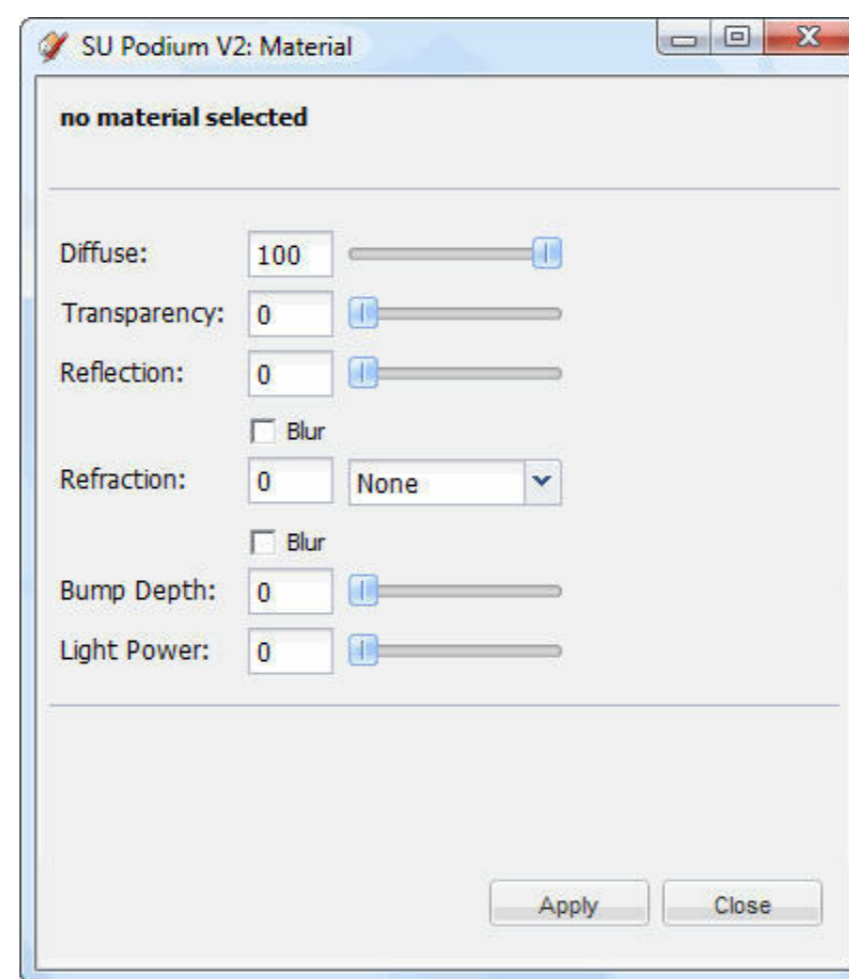 SU Podium V2: Material
no material selected
Diffuse: 100
Transparency: 0
Reflection: 0
Blur
Refraction: 0 None
Blur
Bump Depth: 0
Light Power: 0
Apply Close